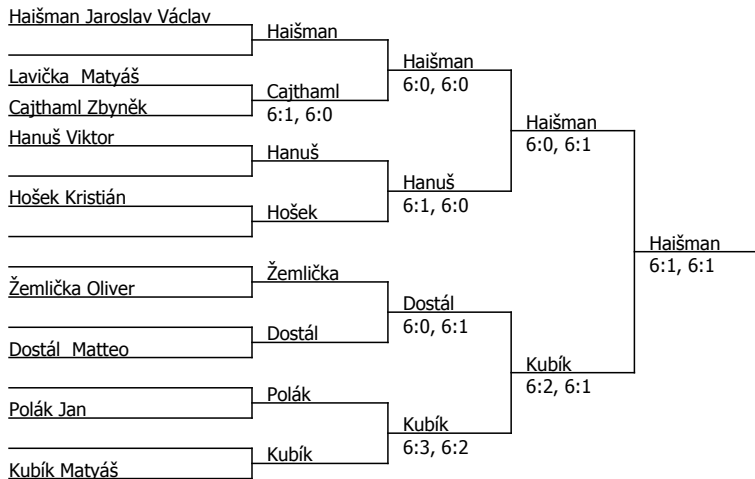 Haišman Jaroslav Václav
Haišman
Haišman
6:0, 6:0
Lavička  Matyáš
Cajthaml
6:1, 6:0
Cajthaml Zbyněk
Haišman
6:0, 6:1
Hanuš Viktor
Hanuš
Hanuš
6:1, 6:0
Hošek Kristián
Hošek
Haišman
6:1, 6:1
Žemlička
Žemlička Oliver
Dostál
6:0, 6:1
Dostál
Dostál  Matteo
Kubík
6:2, 6:1
Polák
Polák Jan
Kubík
6:3, 6:2
Kubík
Kubík Matyáš